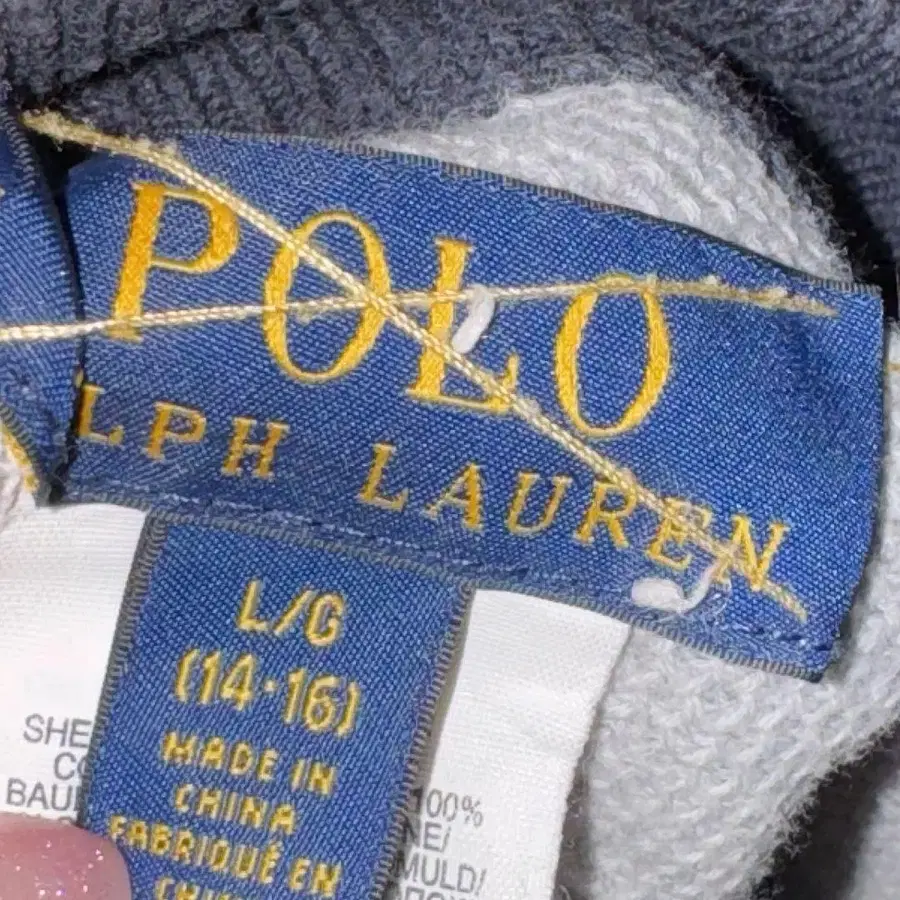 POLO
LPH LAUREN
L/G
(14·16)
MADE IN
CHINA
FABRIQUÉ EN
SHE
CO
BAU
100%
NE/
MULD/